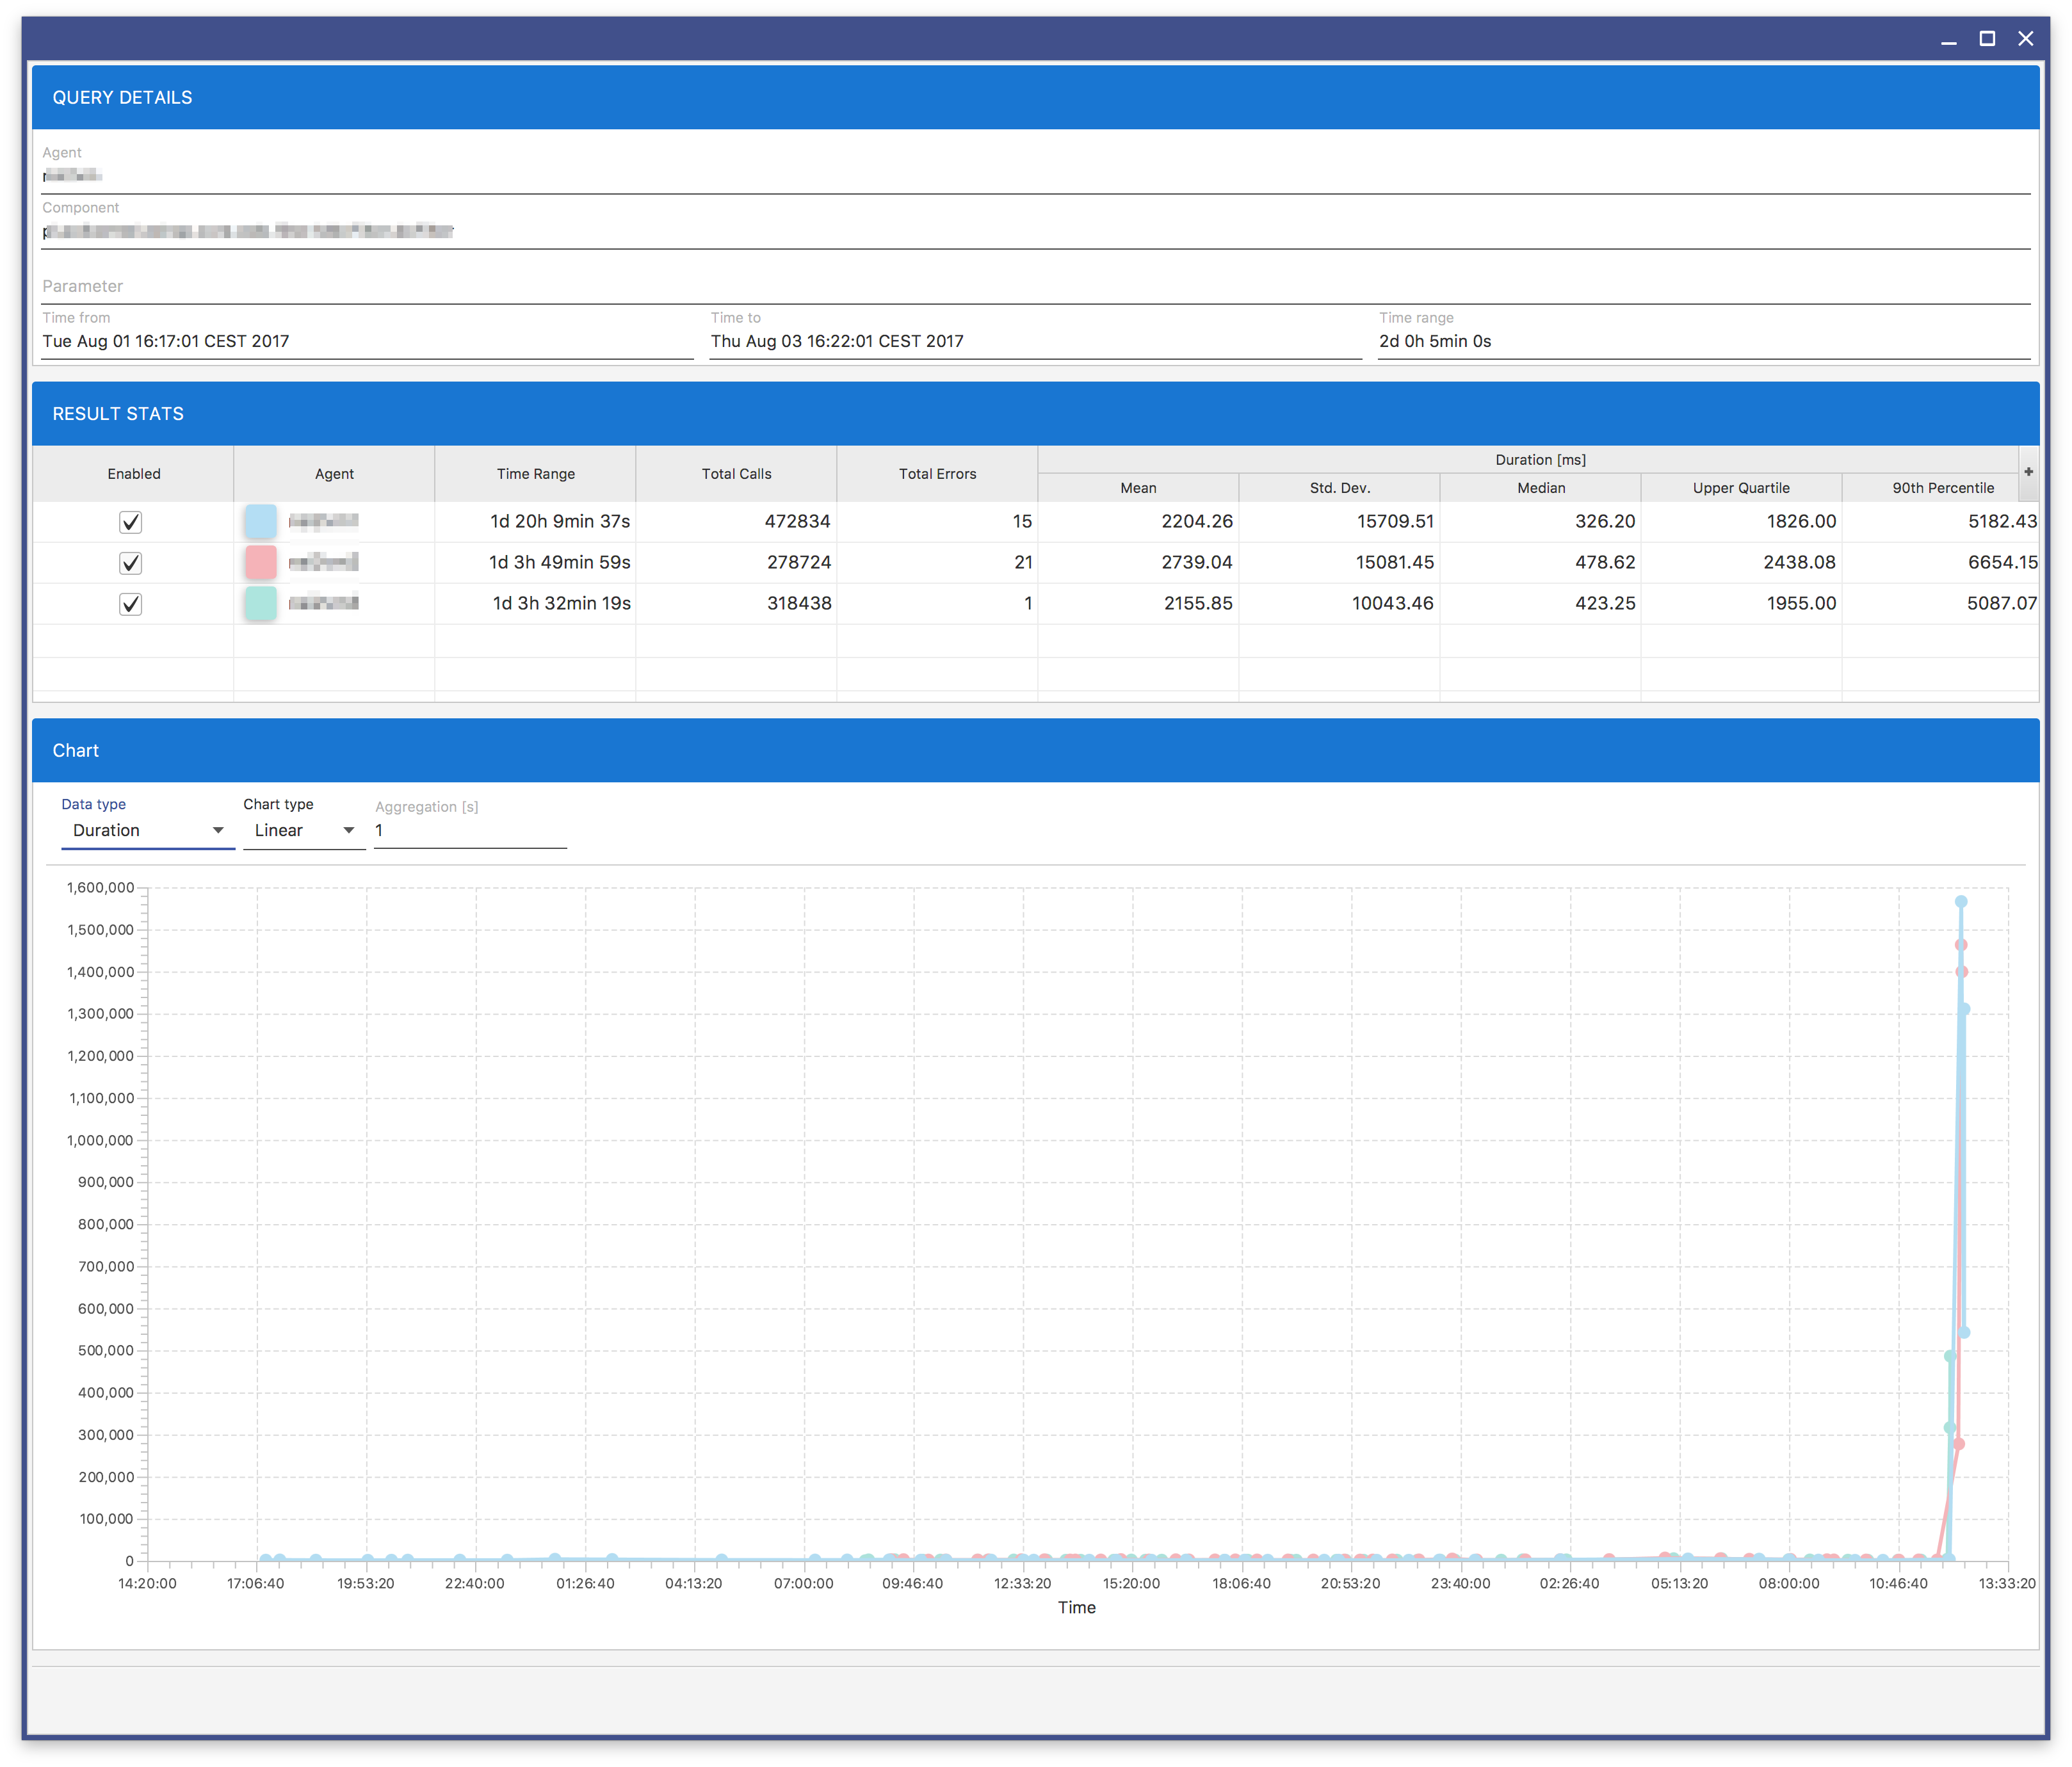 QUERY DETAILS
Agent
Component
Parameter
Time from Time to Time range
Tue Aug 01 16:17:01 CEST 2017 Thu Aug 03 16:22:01 CEST 2017 2d 0h 5min 0s
RESULT STATS
Enabled Agent Time Range Total Calls Total Errors Duration [ms] +
Mean Std. Dev. Median Upper Quartile 90th Percentile
1d 20h 9min 37s 472834 15 2204.26 15709.51 326.20 1826.00 5182.43
1d 3h 49min 59s 278724 21 2739.04 15081.45 478.62 2438.08 6654.15
1d 3h 32min 19s 318438 1 2155.85 10043.46 423.25 1955.00 5087.07
Chart
Data type Chart type Aggregation [s]
Duration Linear 1
1,600,000
1,500,000
1,400,000
1,300,000
1,200,000
1,100,000
1,000,000
900,000
800,000
700,000
600,000
500,000
400,000
300,000
200,000
100,000
0
14:20:00 17:06:40 19:53:20 22:40:00 01:26:40 04:13:20 07:00:00 09:46:40 12:33:20 15:20:00 18:06:40 20:53:20 23:40:00 02:26:40 05:13:20 08:00:00 10:46:40 13:33:20
Time